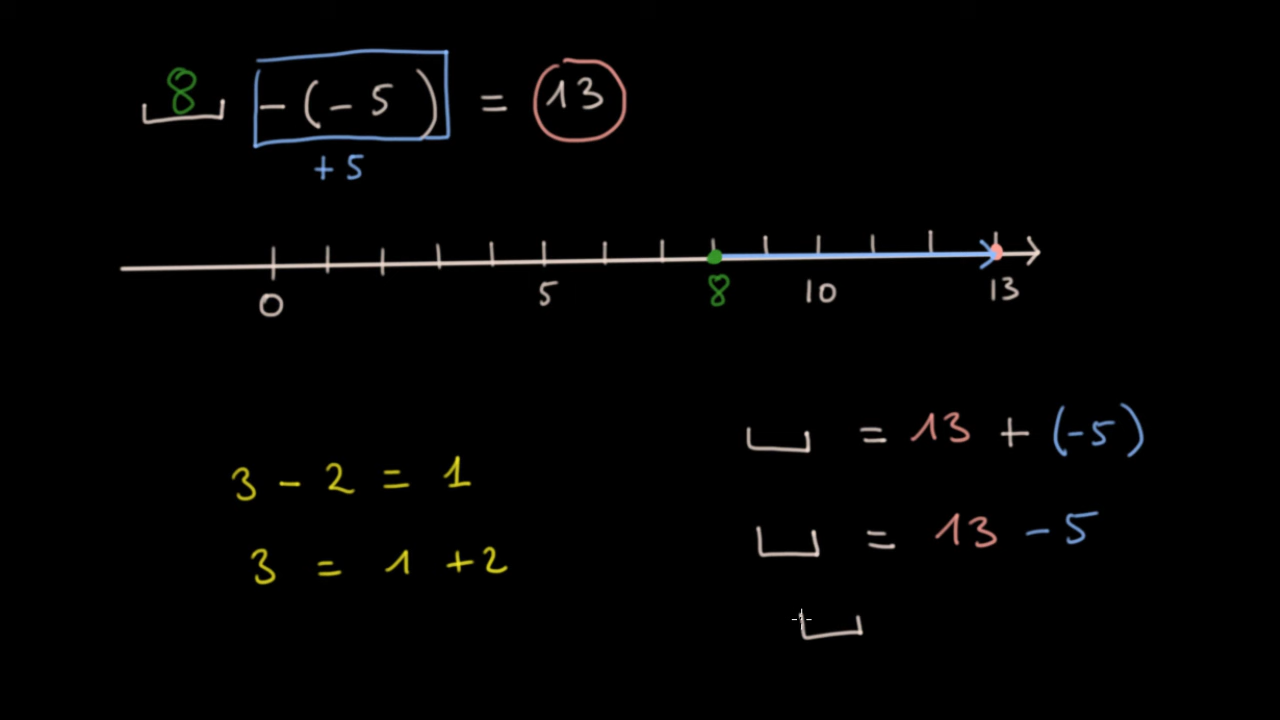 8 -(-5) = 13
+5
0 5 8 10 13
= 13 + (-5)
3 - 2 = 1
= 13 - 5
3 = 1 + 2